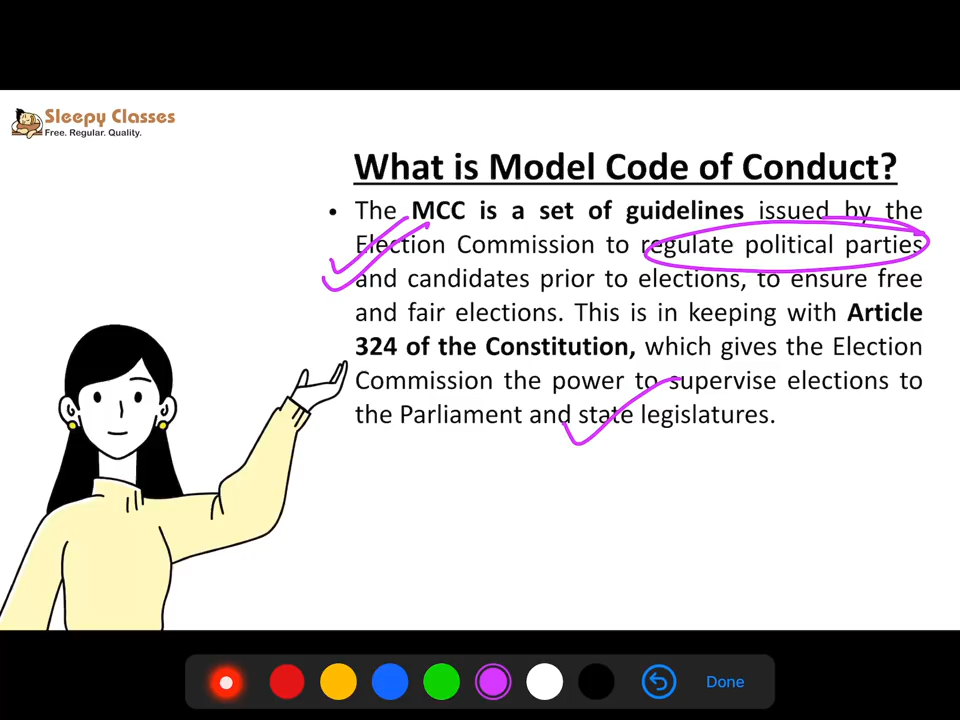 Sleepy Classes
Free. Regular. Quality.
What is Model Code of Conduct?
• The MCC is a set of guidelines issued by the
Election Commission to regulate political parties
and candidates prior to elections, to ensure free
and fair elections. This is in keeping with Article
324 of the Constitution, which gives the Election
Commission the power to supervise elections to
the Parliament and state legislatures.
Done